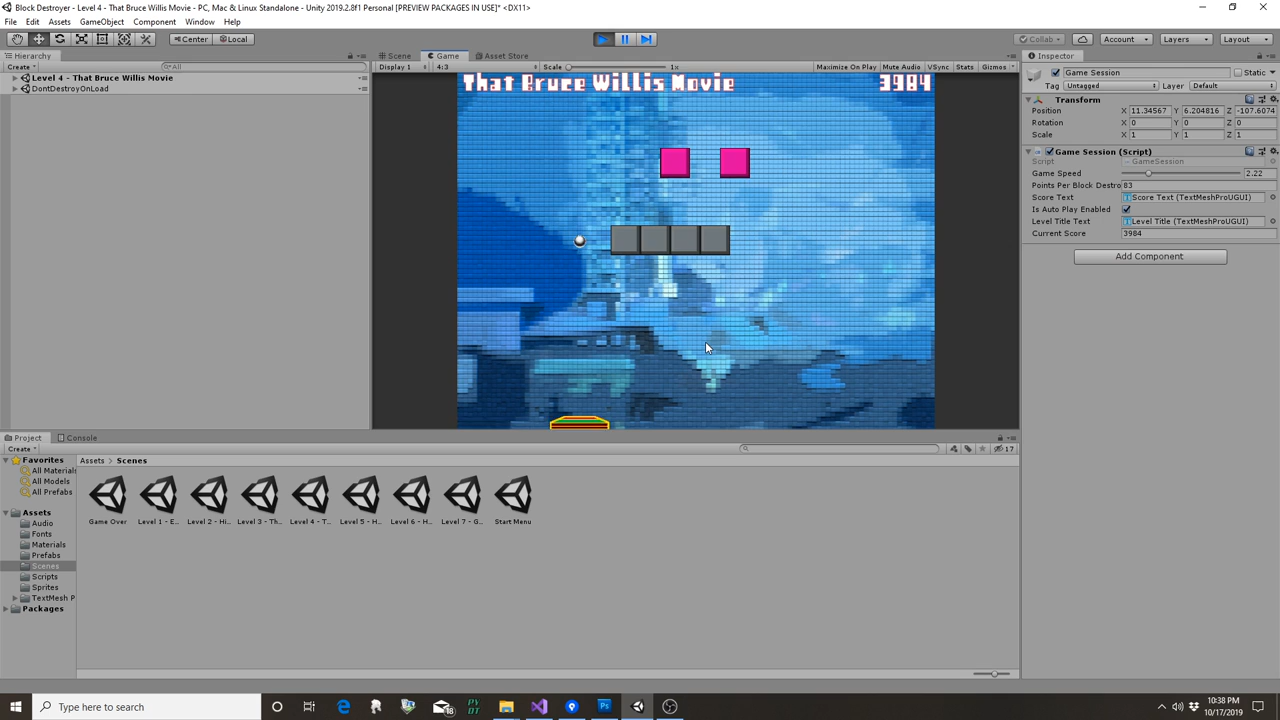 Block Destroyer - Level 4 - That Bruce Willis Movie - PC, Mac & Linux Standalone - Unity 2019.2.8f1 Personal [PREVIEW PACKAGES IN USE]* <DX11>
File Edit Assets GameObject Component Window Help
Center Local Collab Account Layers Layout
Hierarchy Scene Game Asset Store Inspector
Create All Display 1 4:3 Scale 1x Maximize On Play Mute Audio VSync Stats Gizmos
Game Session Static
Level 4 - That Bruce Willis Movie
DontDestroyOnLoad
That Bruce Willis Movie 3984
Tag Untagged Layer Default
Transform
Position X 11.34567 Y 6.204816 Z -107.6074
Rotation X 0 Y 0 Z 0
Scale X 1 Y 1 Z 1
Game Session (Script)
Script GameSession
Game Speed 2.22
Points Per Block Destro 83
Score Text Score Text (TextMeshProUGUI)
Is Auto Play Enabled
Level Title Text Level Title (TextMeshProUGUI)
Current Score 3984
Add Component
Project Console
Create 17
Favorites
All Materials
All Models
All Prefabs
Assets
Audio
Fonts
Materials
Prefabs
Scenes
Scripts
Sprites
TextMesh P
Packages
Assets > Scenes
Game Over Level 1 - E... Level 2 - Hi... Level 3 - Th... Level 4 - T... Level 5 - H... Level 6 - H... Level 7 - G... Start Menu
Type here to search
10:38 PM
10/17/2019